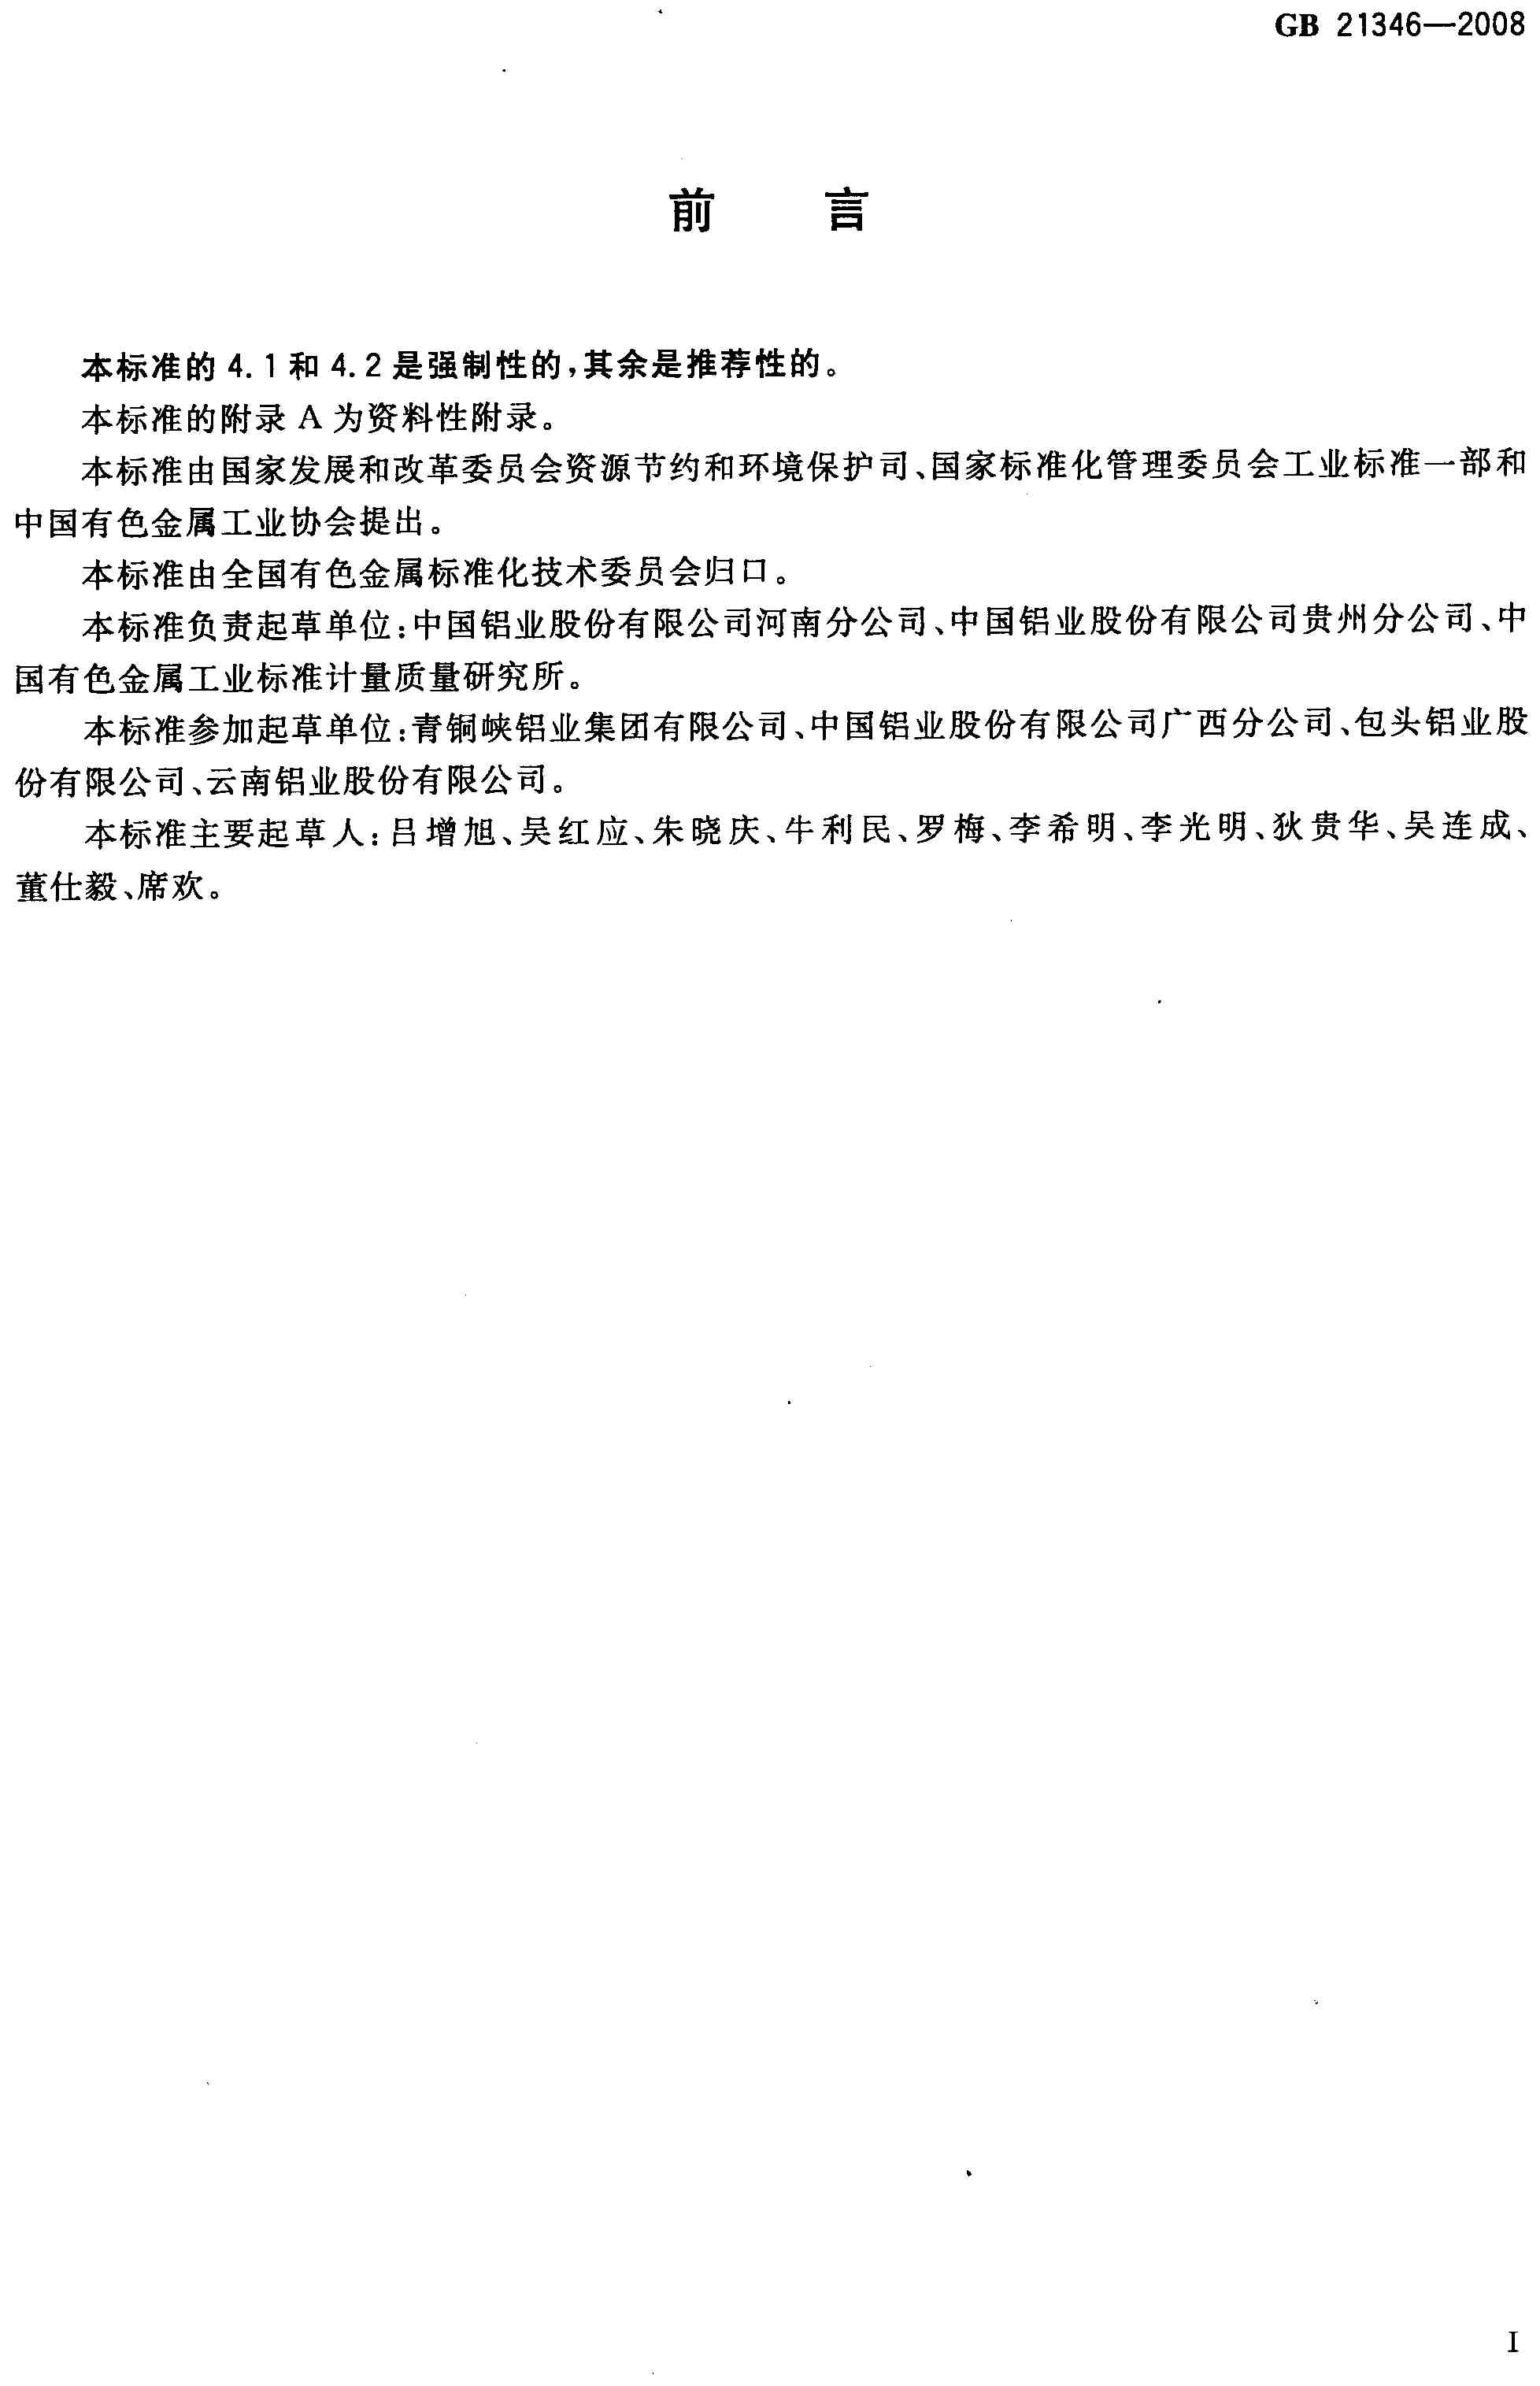 GB 21346—2008
前 言
本标准的 4.1 和 4.2 是强制性的,其余是推荐性的。
本标准的附录 A 为资料性附录。
本标准由国家发展和改革委员会资源节约和环境保护司、国家标准化管理委员会工业标准一部和
中国有色金属工业协会提出。
本标准由全国有色金属标准化技术委员会归口。
本标准负责起草单位:中国铝业股份有限公司河南分公司、中国铝业股份有限公司贵州分公司、中
国有色金属工业标准计量质量研究所。
本标准参加起草单位:青铜峡铝业集团有限公司、中国铝业股份有限公司广西分公司、包头铝业股
份有限公司、云南铝业股份有限公司。
本标准主要起草人:吕增旭、吴红应、朱晓庆、牛利民、罗梅、李希明、李光明、狄贵华、吴连成、
董仕毅、席欢。
I